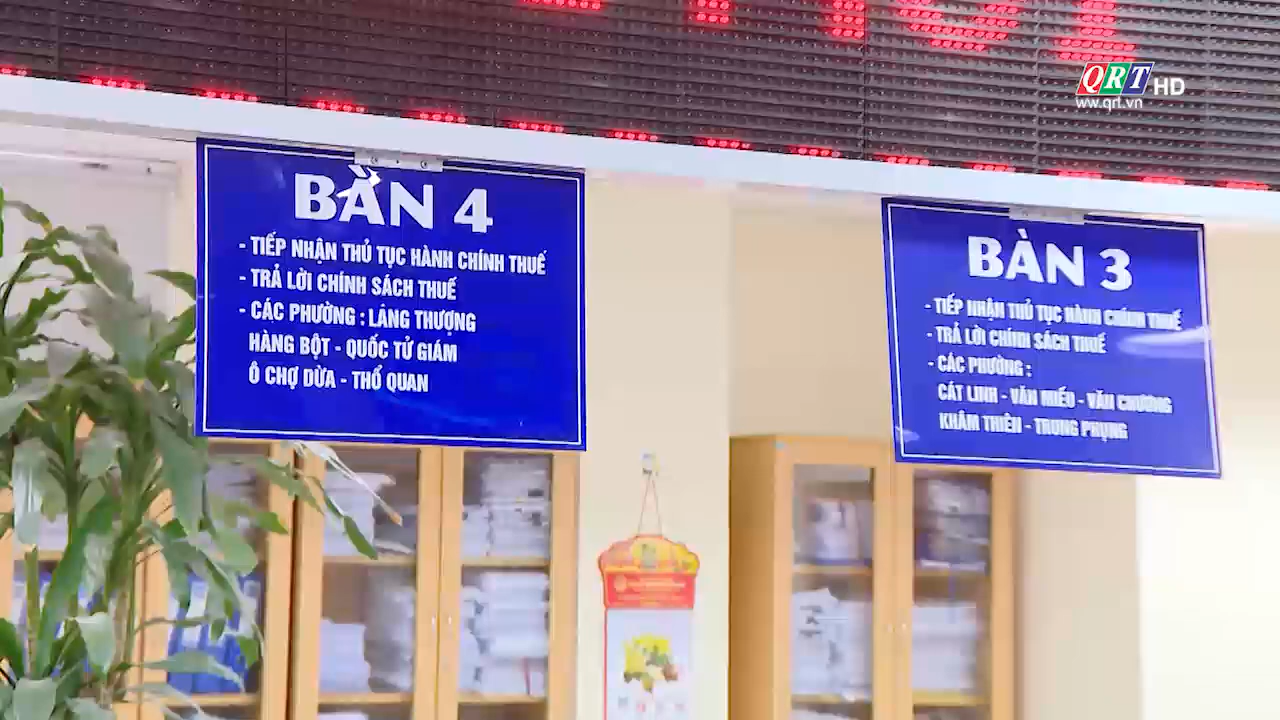 QRT HD
www.qrt.vn
BÀN 4
- TIẾP NHẬN THỦ TỤC HÀNH CHÍNH THUẾ
- TRẢ LỜI CHÍNH SÁCH THUẾ
- CÁC PHƯỜNG : LÁNG THƯỢNG
HÀNG BỘT - QUỐC TỬ GIÁM
Ô CHỢ DỪA - THỔ QUAN
BÀN 3
- TIẾP NHẬN THỦ TỤC HÀNH CHÍNH THUẾ
- TRẢ LỜI CHÍNH SÁCH THUẾ
- CÁC PHƯỜNG :
CÁT LINH - VĂN MIẾU - VĂN CHƯƠNG
KHÂM THIÊN - TRUNG PHỤNG